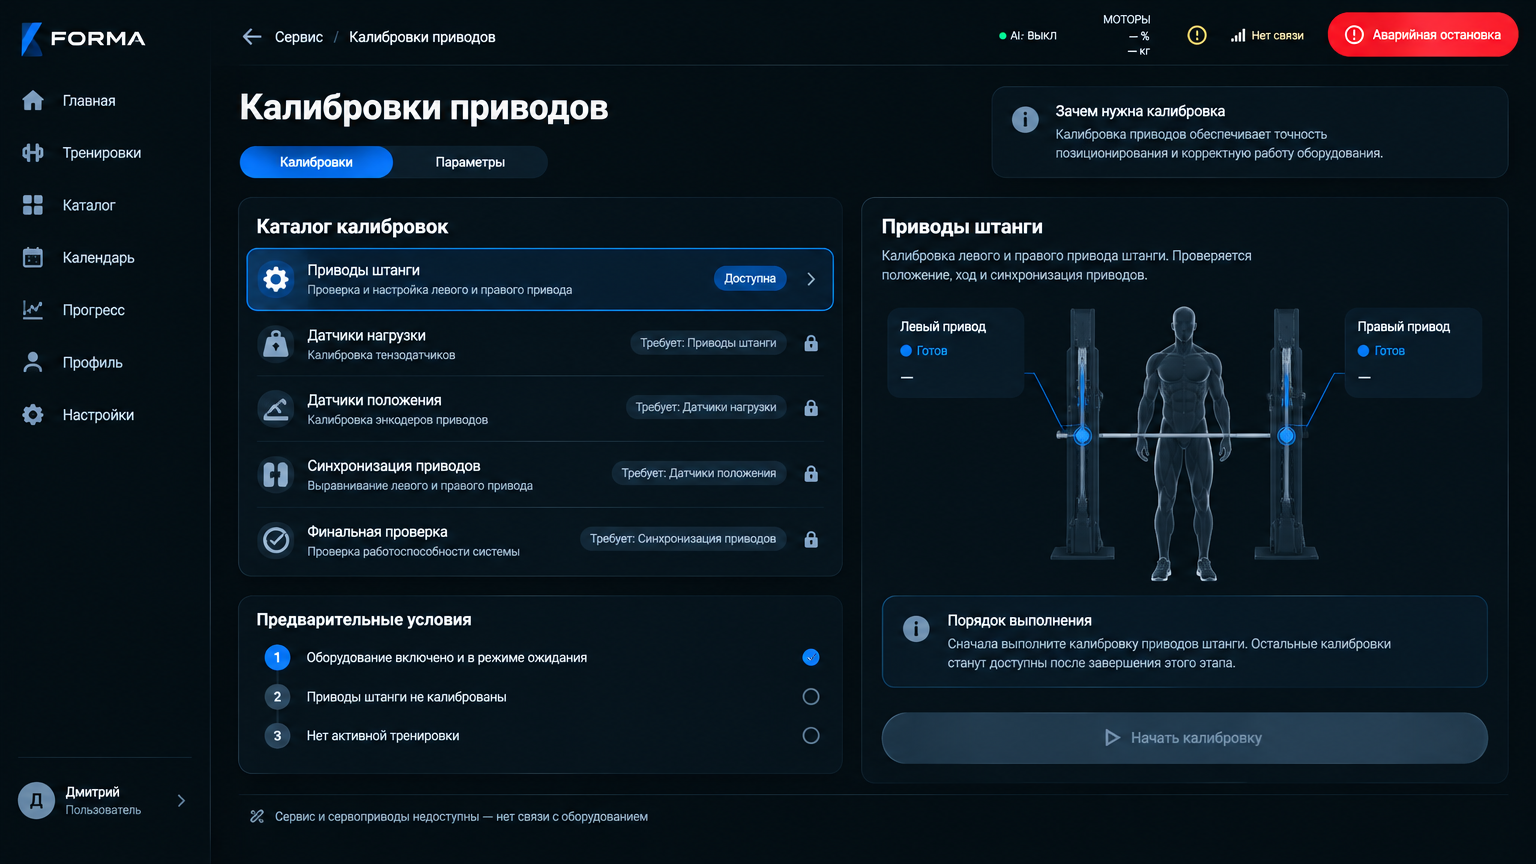 FORMA
Главная
Тренировки
Каталог
Календарь
Прогресс
Профиль
Настройки
Д
Дмитрий
Пользователь
Сервис / Калибровки приводов
AI: ВЫКЛ
МОТОРЫ
— %
— кг
Нет связи
Аварийная остановка
Калибровки приводов
Калибровки
Параметры
Зачем нужна калибровка
Калибровка приводов обеспечивает точность
позиционирования и корректную работу оборудования.
Каталог калибровок
Приводы штанги
Проверка и настройка левого и правого привода
Доступна
Датчики нагрузки
Калибровка тензодатчиков
Требует: Приводы штанги
Датчики положения
Калибровка энкодеров приводов
Требует: Датчики нагрузки
Синхронизация приводов
Выравнивание левого и правого привода
Требует: Датчики положения
Финальная проверка
Проверка работоспособности системы
Требует: Синхронизация приводов
Предварительные условия
1 Оборудование включено и в режиме ожидания
2 Приводы штанги не калиброваны
3 Нет активной тренировки
Приводы штанги
Калибровка левого и правого привода штанги. Проверяется
положение, ход и синхронизация приводов.
Левый привод
Готов
—
Правый привод
Готов
—
Порядок выполнения
Сначала выполните калибровку приводов штанги. Остальные калибровки
станут доступны после завершения этого этапа.
Начать калибровку
Сервис и сервоприводы недоступны — нет связи с оборудованием